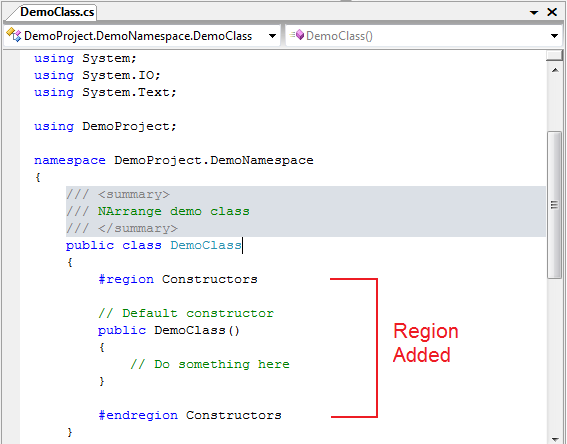 DemoClass.cs
DemoProject.DemoNamespace.DemoClass
DemoClass()
using System;
using System.IO;
using System.Text;
using DemoProject;
namespace DemoProject.DemoNamespace
{
/// <summary>
/// NArrange demo class
/// </summary>
public class DemoClass
{
#region Constructors
// Default constructor
public DemoClass()
{
// Do something here
}
#endregion Constructors
}
Region
Added